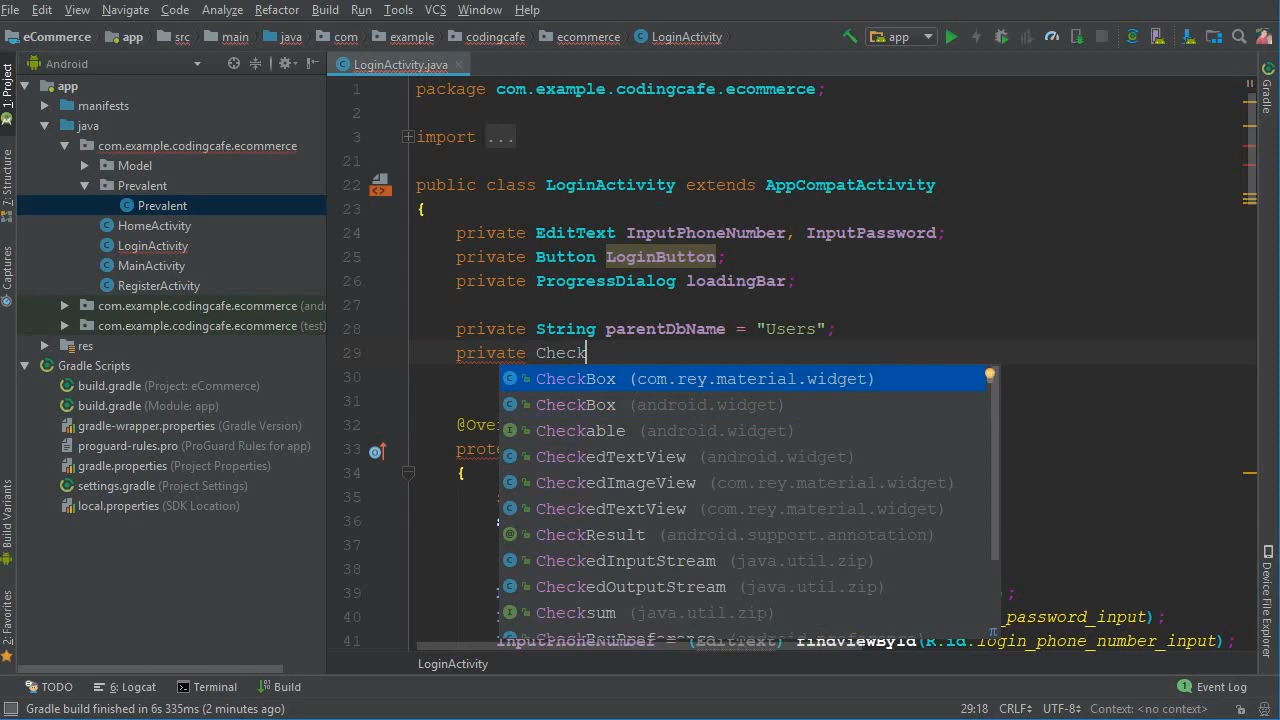 File Edit View Navigate Code Analyze Refactor Build Run Tools VCS Window Help
eCommerce app src main java com example codingcafe ecommerce LoginActivity app
1: Project
7: Structure
Captures
Build Variants
2: Favorites
Android
app
manifests
java
com.example.codingcafe.ecommerce
Model
Prevalent
Prevalent
HomeActivity
LoginActivity
MainActivity
RegisterActivity
com.example.codingcafe.ecommerce (and
com.example.codingcafe.ecommerce (test)
res
Gradle Scripts
build.gradle (Project: eCommerce)
build.gradle (Module: app)
gradle-wrapper.properties (Gradle Version)
proguard-rules.pro (ProGuard Rules for app)
gradle.properties (Project Properties)
settings.gradle (Project Settings)
local.properties (SDK Location)
LoginActivity.java
1 package com.example.codingcafe.ecommerce;
2
3 import ...
21
22 public class LoginActivity extends AppCompatActivity
23 {
24 private EditText InputPhoneNumber, InputPassword;
25 private Button LoginButton;
26 private ProgressDialog loadingBar;
27
28 private String parentDbName = "Users";
29 private Check
30 CheckBox (com.rey.material.widget)
31 CheckBox (android.widget)
32 @Ove Checkable (android.widget)
33 prote CheckedTextView (android.widget)
34 { CheckedImageView (com.rey.material.widget)
35 CheckedTextView (com.rey.material.widget)
36 CheckResult (android.support.annotation)
37 CheckedInputStream (java.util.zip)
38 CheckedOutputStream (java.util.zip)
39 Checksum (java.util.zip) ;
40 _password_input);
41 InputPhoneNumber = (EditText) findViewById(R.id.login_phone_number_input);
π
LoginActivity
Gradle
Device File Explorer
TODO 6: Logcat Terminal Build Event Log
Gradle build finished in 6s 335ms (2 minutes ago) 29:18 CRLF UTF-8 Context: <no context>